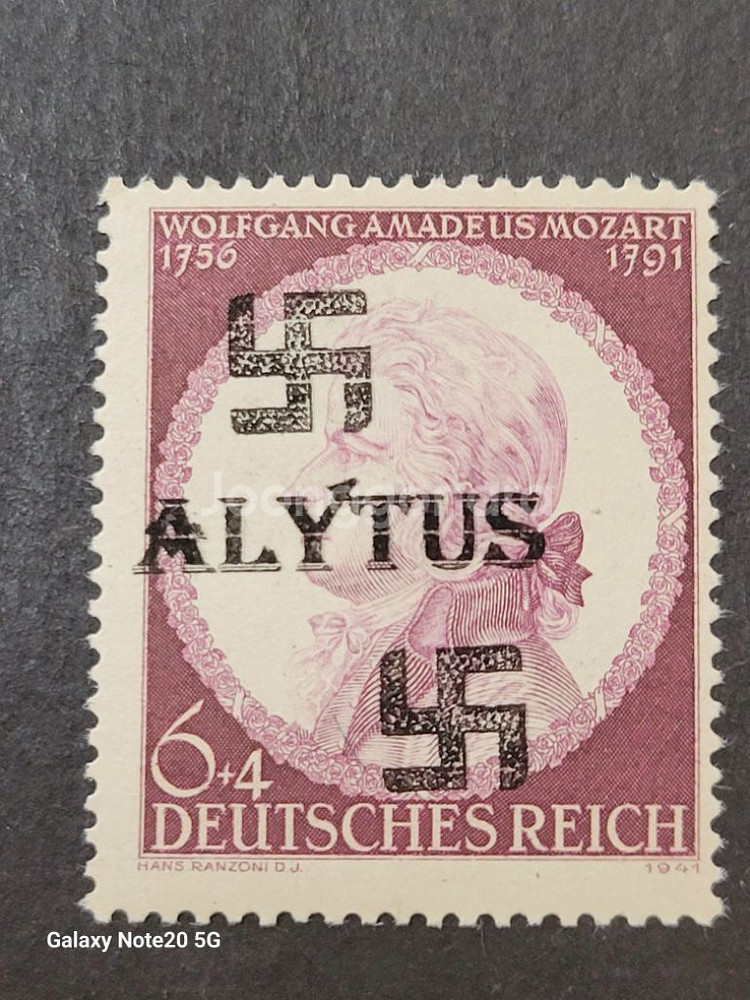 WOLFGANG AMADEUS MOZART
1756 1791
ALYTUS
6+4
DEUTSCHES REICH
HANS RANZONI D.J. 1941
Galaxy Note20 5G